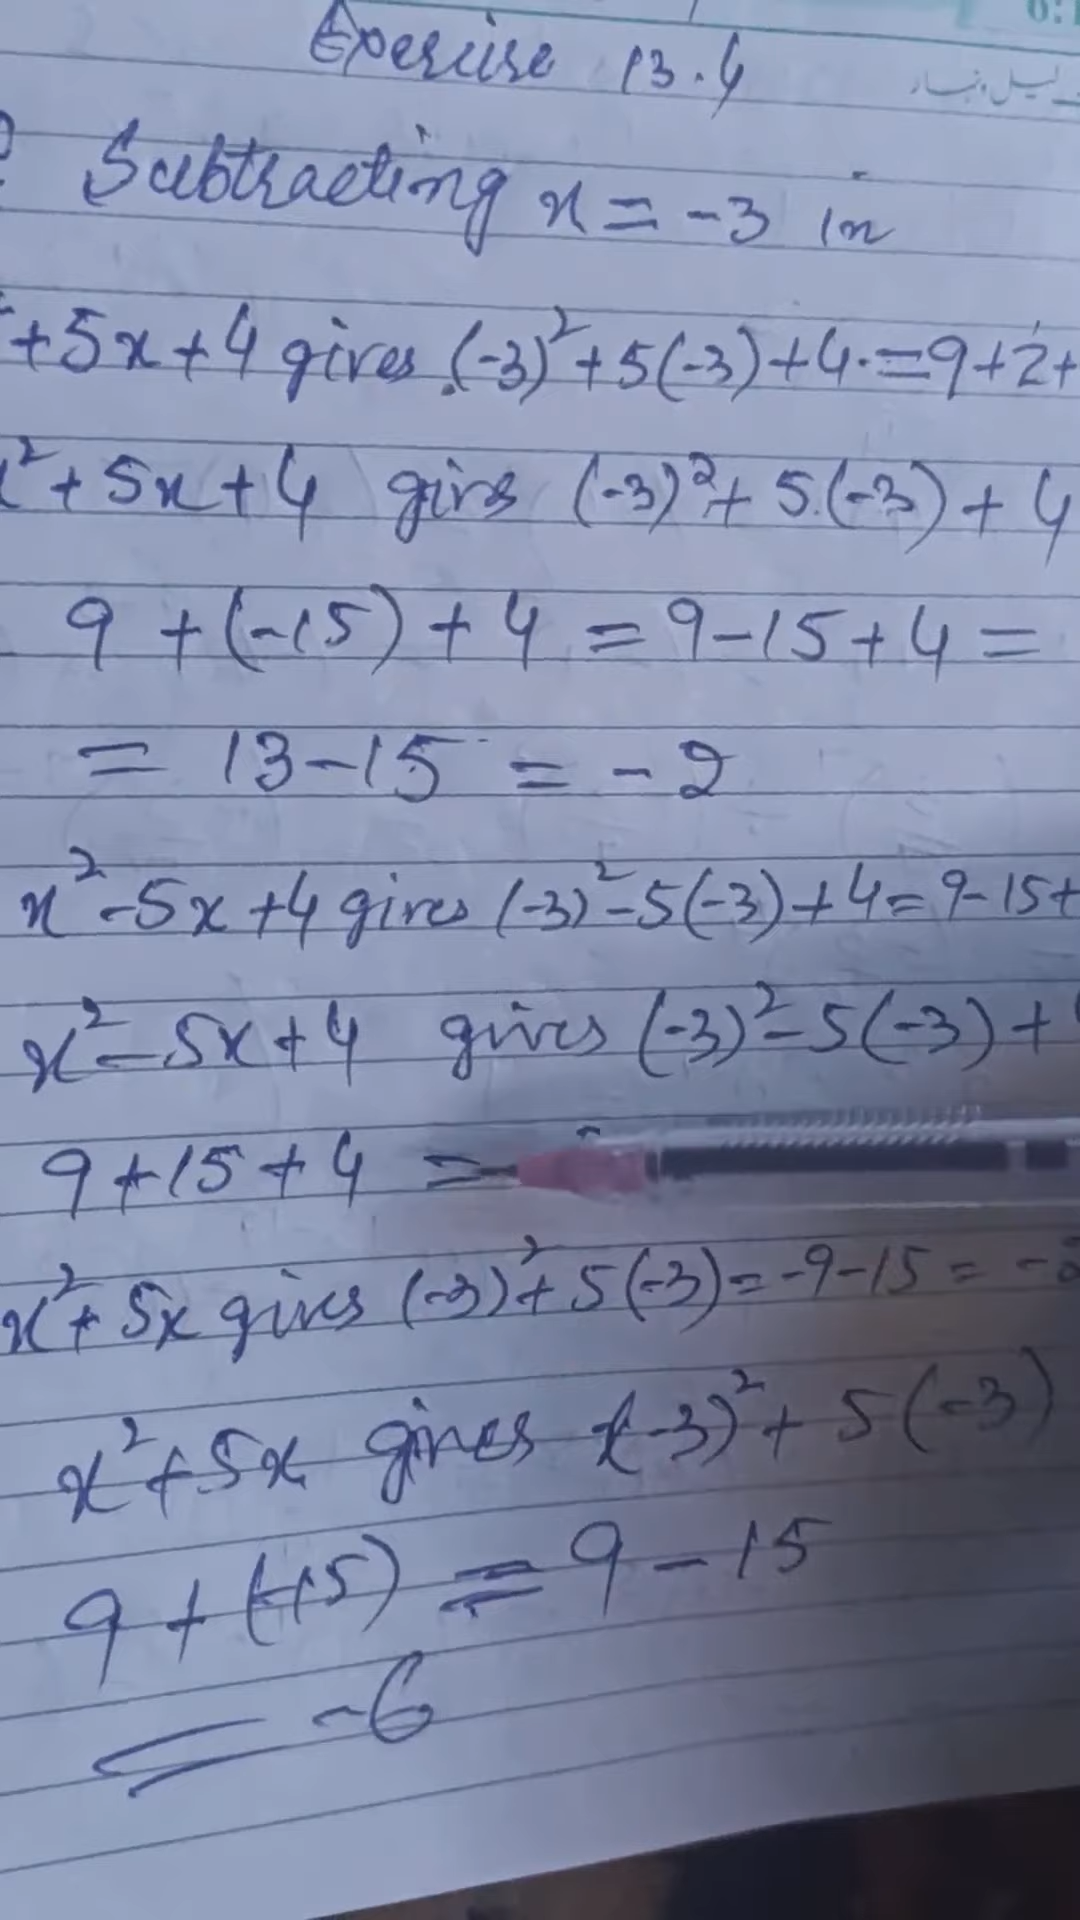 Exercise 13.4
Subtracting x = -3 in
+5x+4 gives (-3)²+5(-3)+4.=9+2+
x²+5x+4 gives (-3)²+5.(-3)+4
9+(-15)+4=9-15+4=
= 13-15 = -2
x²-5x+4 gives (-3)²-5(-3)+4=9-15+
x²-5x+4 gives (-3)²-5(-3)+
9+15+4 =
x²+5x gives (-3)²+5(-3)=-9-15=-
x²+5x gives (-3)²+5(-3)
9+(-15)=9-15
= -6